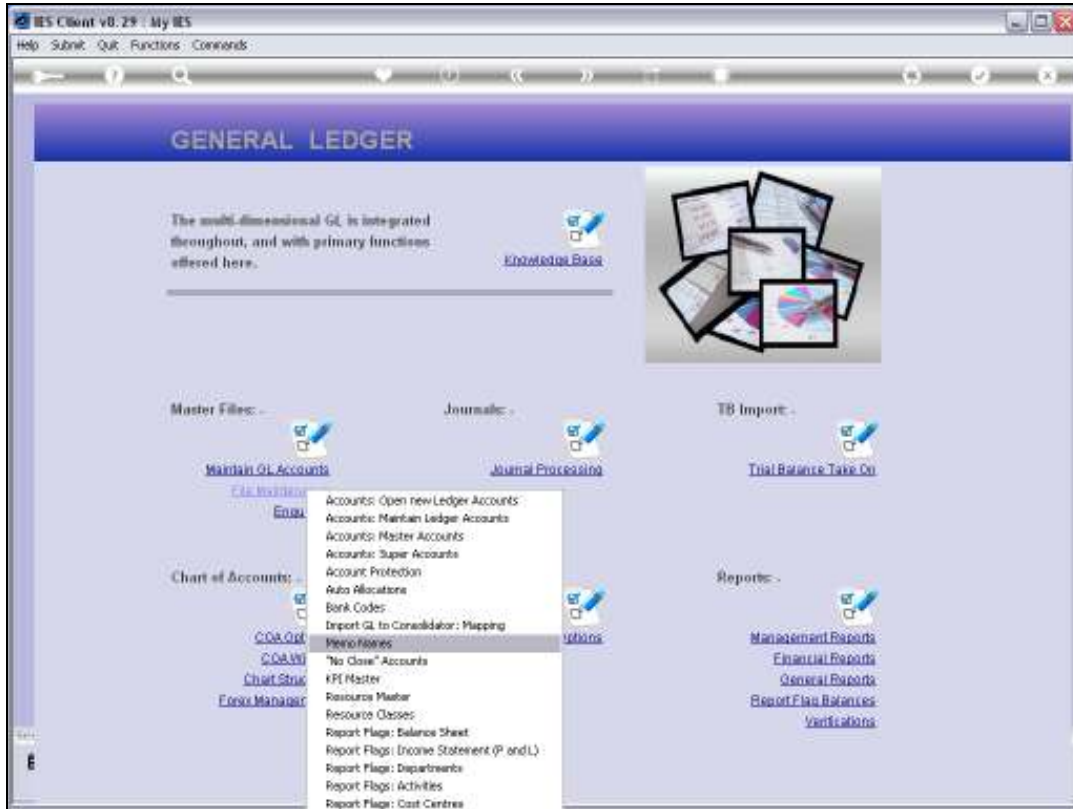 IES Client v8.29 : My IES
Help Submit Quit Functions Commands
GENERAL LEDGER
The multi-dimensional GL is integrated
throughout, and with primary functions
offered here.
Knowledge Base
Master Files: .
Journals: .
TB Import: .
Maintain GL Accounts
Journal Processing
Trial Balance Take On
File
Accounts: Open new Ledger Accounts
Accounts: Maintain Ledger Accounts
Accounts: Master Accounts
Accounts: Super Accounts
Account Protection
Auto Allocations
Bank Codes
Import GL to Consolidator: Mapping
Memo Names
"No Close" Accounts
KPI Master
Resource Master
Resource Classes
Report Flags: Balance Sheet
Report Flags: Income Statement (P and L)
Report Flags: Departments
Report Flags: Activities
Report Flags: Cost Centres
Chart of Accounts: .
Reports: .
Management Reports
Financial Reports
General Reports
Report Flag Balances
Verifications